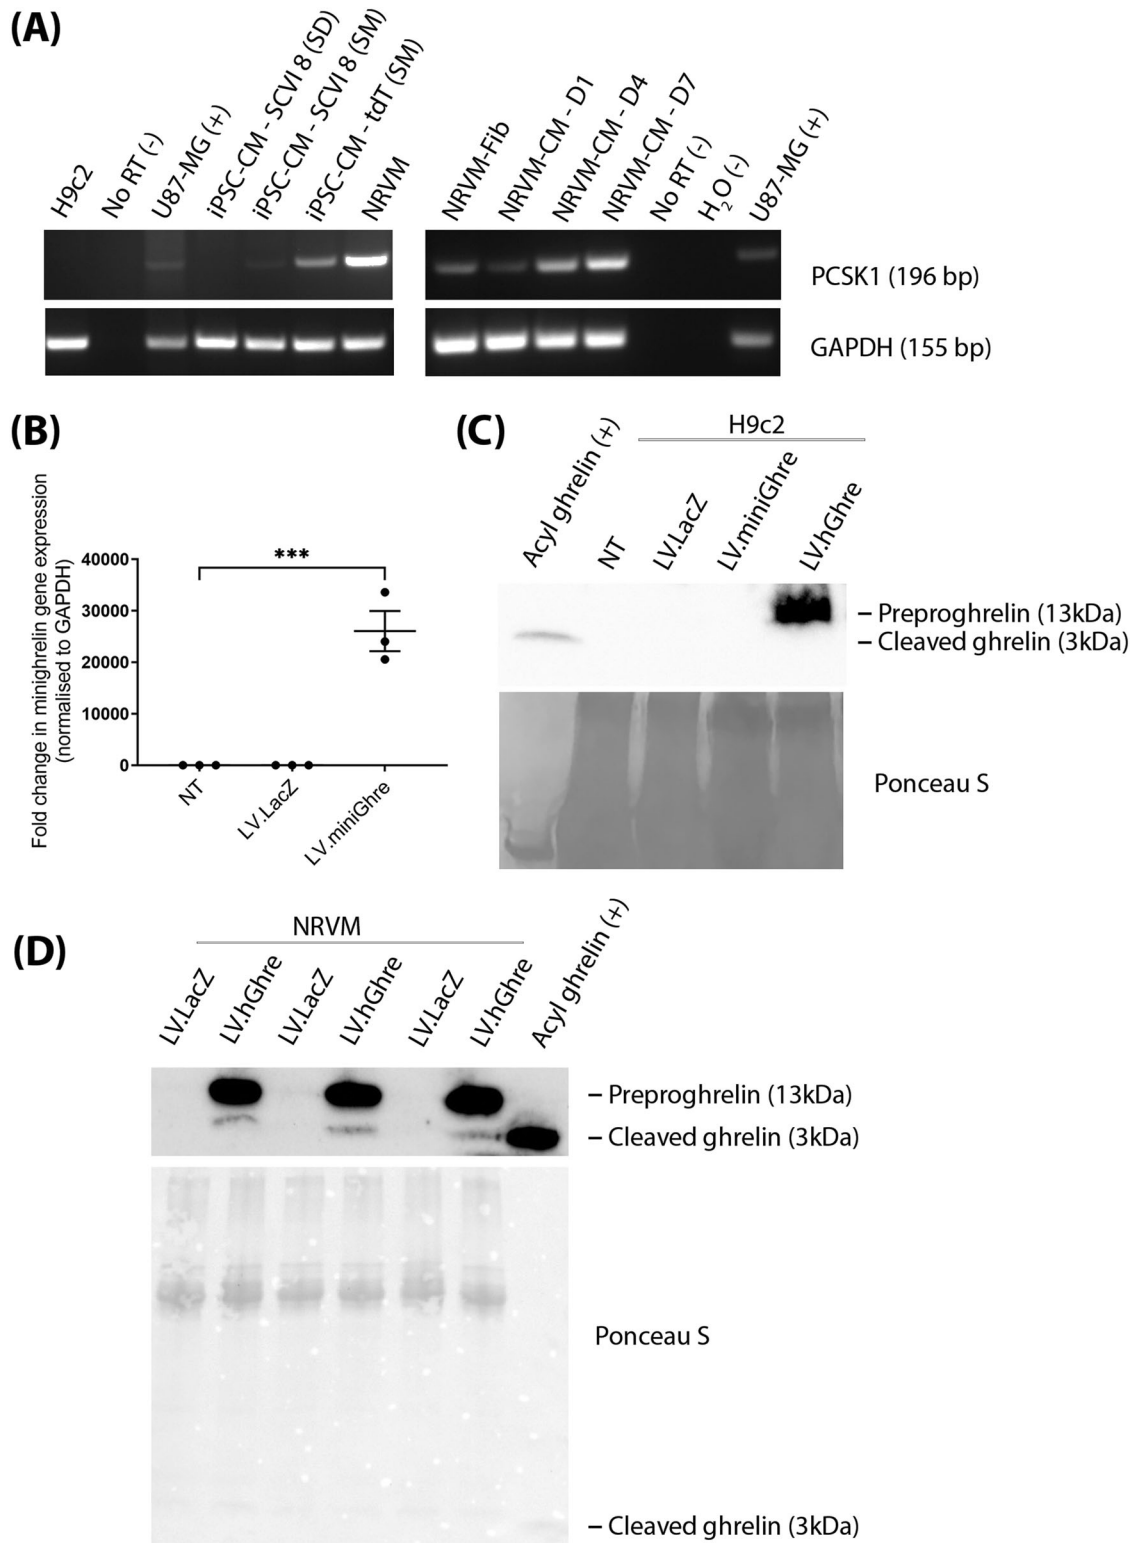 (A)
H9c2
No RT (-)
U87-MG (+)
iPSC-CM - SCVI 8 (SD)
iPSC-CM - SCVI 8 (SM)
iPSC-CM - tdT (SM)
NRVM
NRVM-Fib
NRVM-CM - D1
NRVM-CM - D4
NRVM-CM - D7
No RT (-)
H2O (-)
U87-MG (+)
PCSK1 (196 bp)
GAPDH (155 bp)
(B)
Fold change in minighrelin gene expression
(normalised to GAPDH)
40000
30000
20000
10000
0
***
NT
LV.LacZ
LV.miniGhre
(C)
H9c2
Acyl ghrelin (+)
NT
LV.LacZ
LV.miniGhre
LV.hGhre
– Preproghrelin (13kDa)
– Cleaved ghrelin (3kDa)
Ponceau S
(D)
NRVM
LV.LacZ
LV.hGhre
LV.LacZ
LV.hGhre
LV.LacZ
LV.hGhre
Acyl ghrelin (+)
– Preproghrelin (13kDa)
– Cleaved ghrelin (3kDa)
Ponceau S
– Cleaved ghrelin (3kDa)